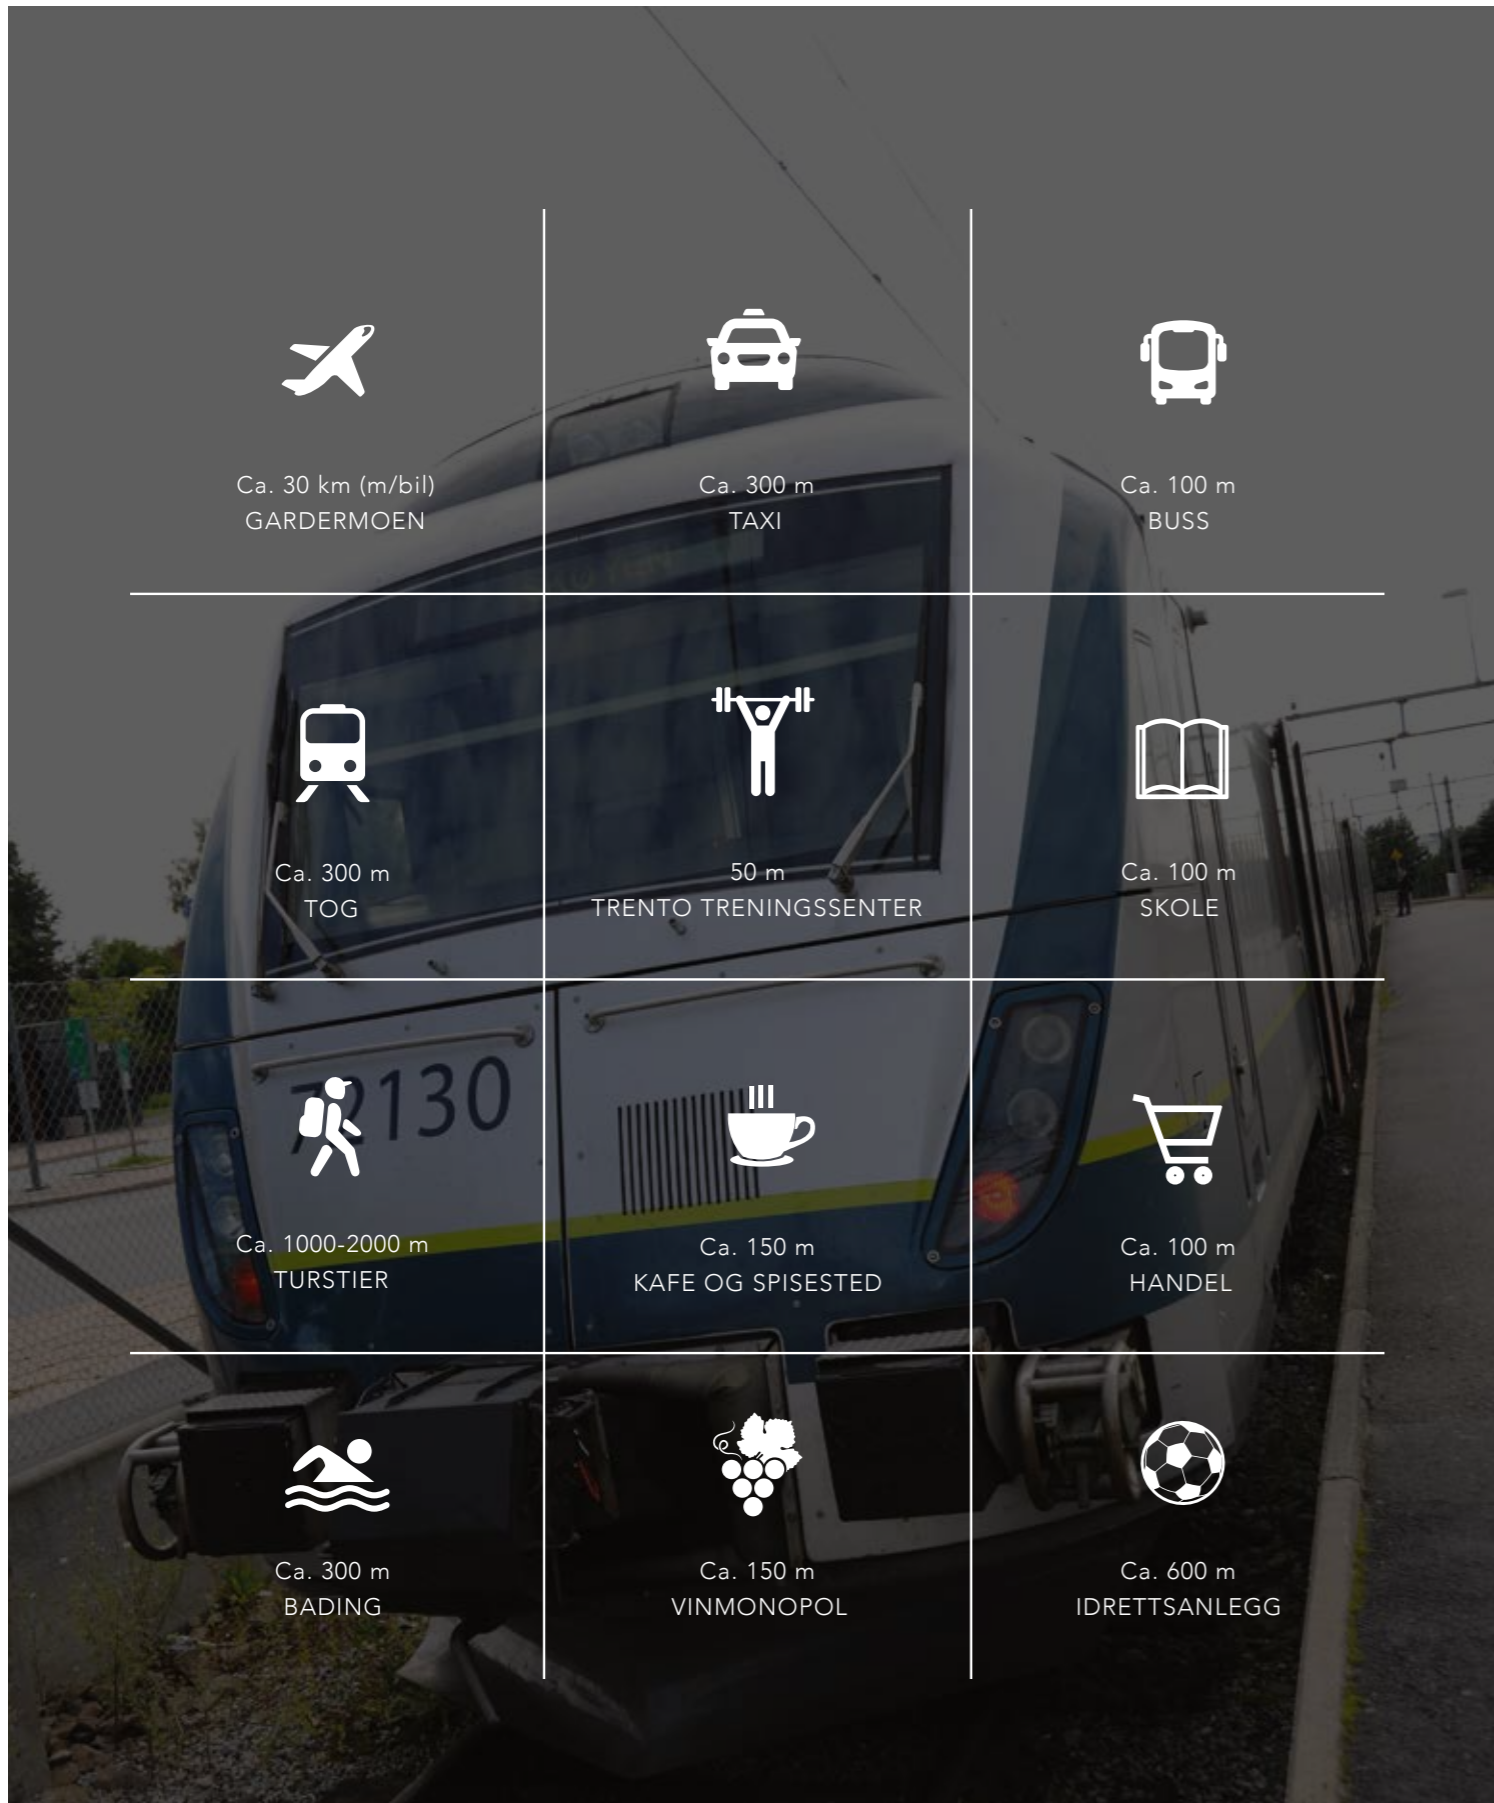 Ca. 30 km (m/bil)
GARDERMOEN
Ca. 300 m
TAXI
Ca. 100 m
BUSS
Ca. 300 m
TOG
50 m
TRENTO TRENINGSSENTER
Ca. 100 m
SKOLE
72130
Ca. 1000-2000 m
TURSTIER
Ca. 150 m
KAFE OG SPISESTED
Ca. 100 m
HANDEL
Ca. 300 m
BADING
Ca. 150 m
VINMONOPOL
Ca. 600 m
IDRETTSANLEGG